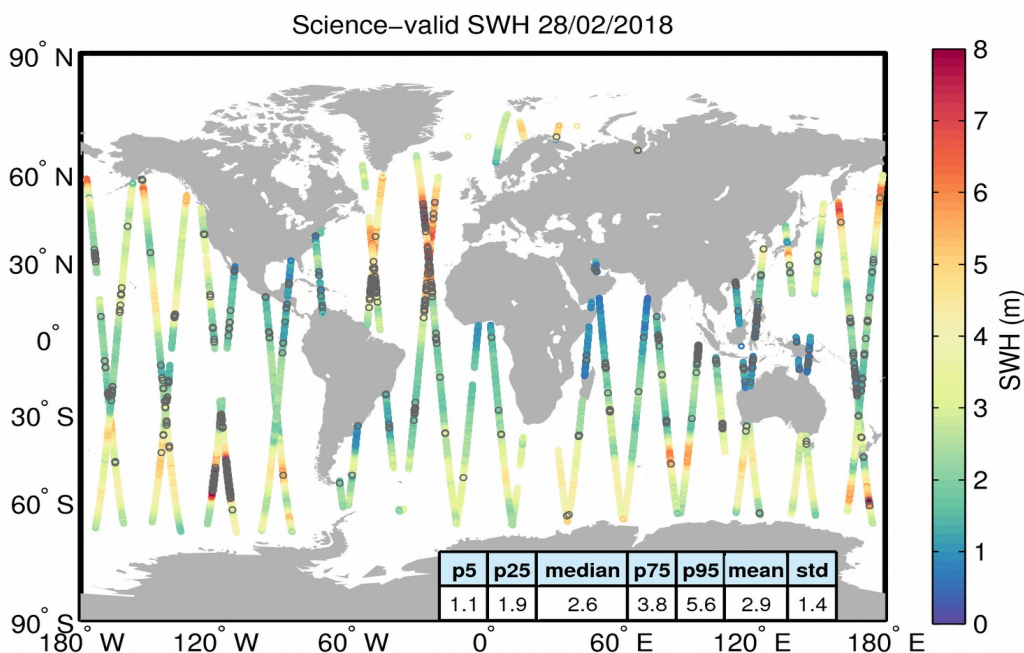 Science−valid SWH 28/02/2018
90° N
60° N
30° N
0°
30° S
60° S
90° S
180° W
120° W
60° W
0°
60° E
120° E
180° E
p5 p25 median p75 p95 mean std
1.1 1.9 2.6 3.8 5.6 2.9 1.4
8
7
6
5
4
3
2
1
0
SWH (m)